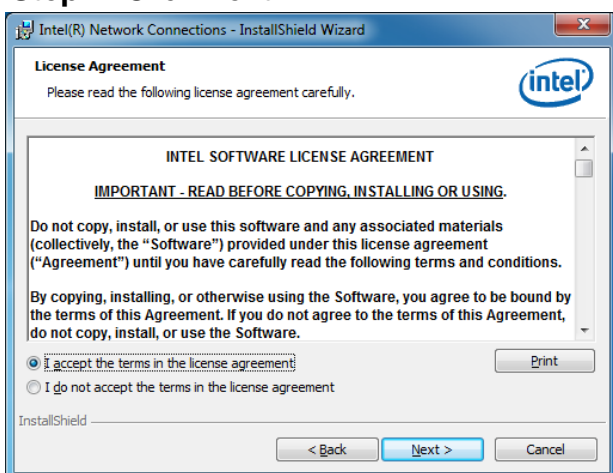 Intel(R) Network Connections - InstallShield Wizard
License Agreement
Please read the following license agreement carefully.
intel
INTEL SOFTWARE LICENSE AGREEMENT
IMPORTANT - READ BEFORE COPYING, INSTALLING OR USING.
Do not copy, install, or use this software and any associated materials
(collectively, the “Software”) provided under this license agreement
(“Agreement”) until you have carefully read the following terms and conditions.
By copying, installing, or otherwise using the Software, you agree to be bound by
the terms of this Agreement. If you do not agree to the terms of this Agreement,
do not copy, install, or use the Software.
I accept the terms in the license agreement
Print
I do not accept the terms in the license agreement
InstallShield
< Back
Next >
Cancel